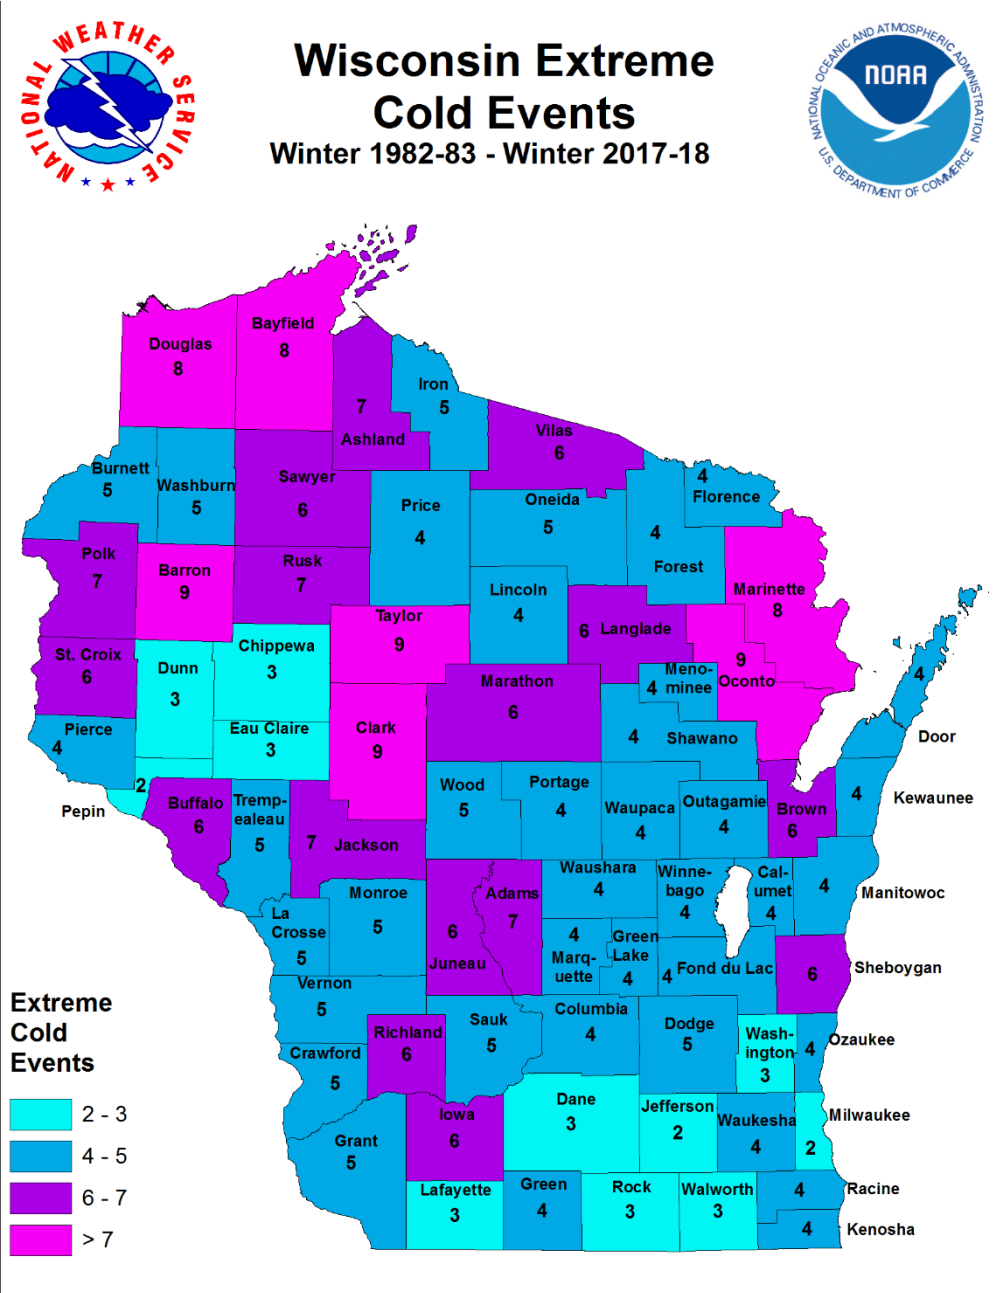 NATIONAL WEATHER SERVICE
Wisconsin Extreme
Cold Events
Winter 1982-83 - Winter 2017-18
NATIONAL OCEANIC AND ATMOSPHERIC ADMINISTRATION
NOAA
U.S. DEPARTMENT OF COMMERCE
Douglas
8
Bayfield
8
7
Ashland
Iron
5
Vilas
6
Burnett
5
Washburn
5
Sawyer
6
Price
4
Oneida
5
4
Forest
4
Florence
Polk
7
Barron
9
Rusk
7
Lincoln
4
Marinette
8
St. Croix
6
Dunn
3
Chippewa
3
Taylor
9
6 Langlade
9
Oconto
Meno-
4 minee
Pierce
4
Eau Claire
3
Clark
9
Marathon
6
4 Shawano
4
Door
2
Pepin
Buffalo
6
Tremp-
ealeau
5
7 Jackson
Wood
5
Portage
4
Waupaca
4
Outagamie
4
Brown
6
4 Kewaunee
La
Crosse
5
Monroe
5
6
Juneau
Adams
7
Waushara
4
Winne-
bago
4
Cal-
umet
4
4 Manitowoc
4
Marq-
uette
Green
Lake
4
4 Fond du Lac
6 Sheboygan
Vernon
5
Richland
6
Sauk
5
Columbia
4
Dodge
5
Wash-
ington
3
4 Ozaukee
Crawford
5
Grant
5
Iowa
6
Dane
3
Jefferson
2
Waukesha
4
Milwaukee
2
Lafayette
3
Green
4
Rock
3
Walworth
3
4 Racine
4 Kenosha
Extreme
Cold
Events
2 - 3
4 - 5
6 - 7
> 7